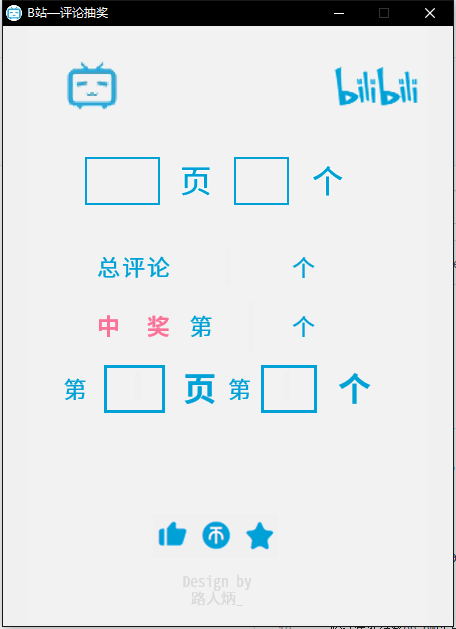 B站—评论抽奖
bilibili
页 个
总评论 个
中 奖 第 个
第 页 第 个
Design by
路人炳_